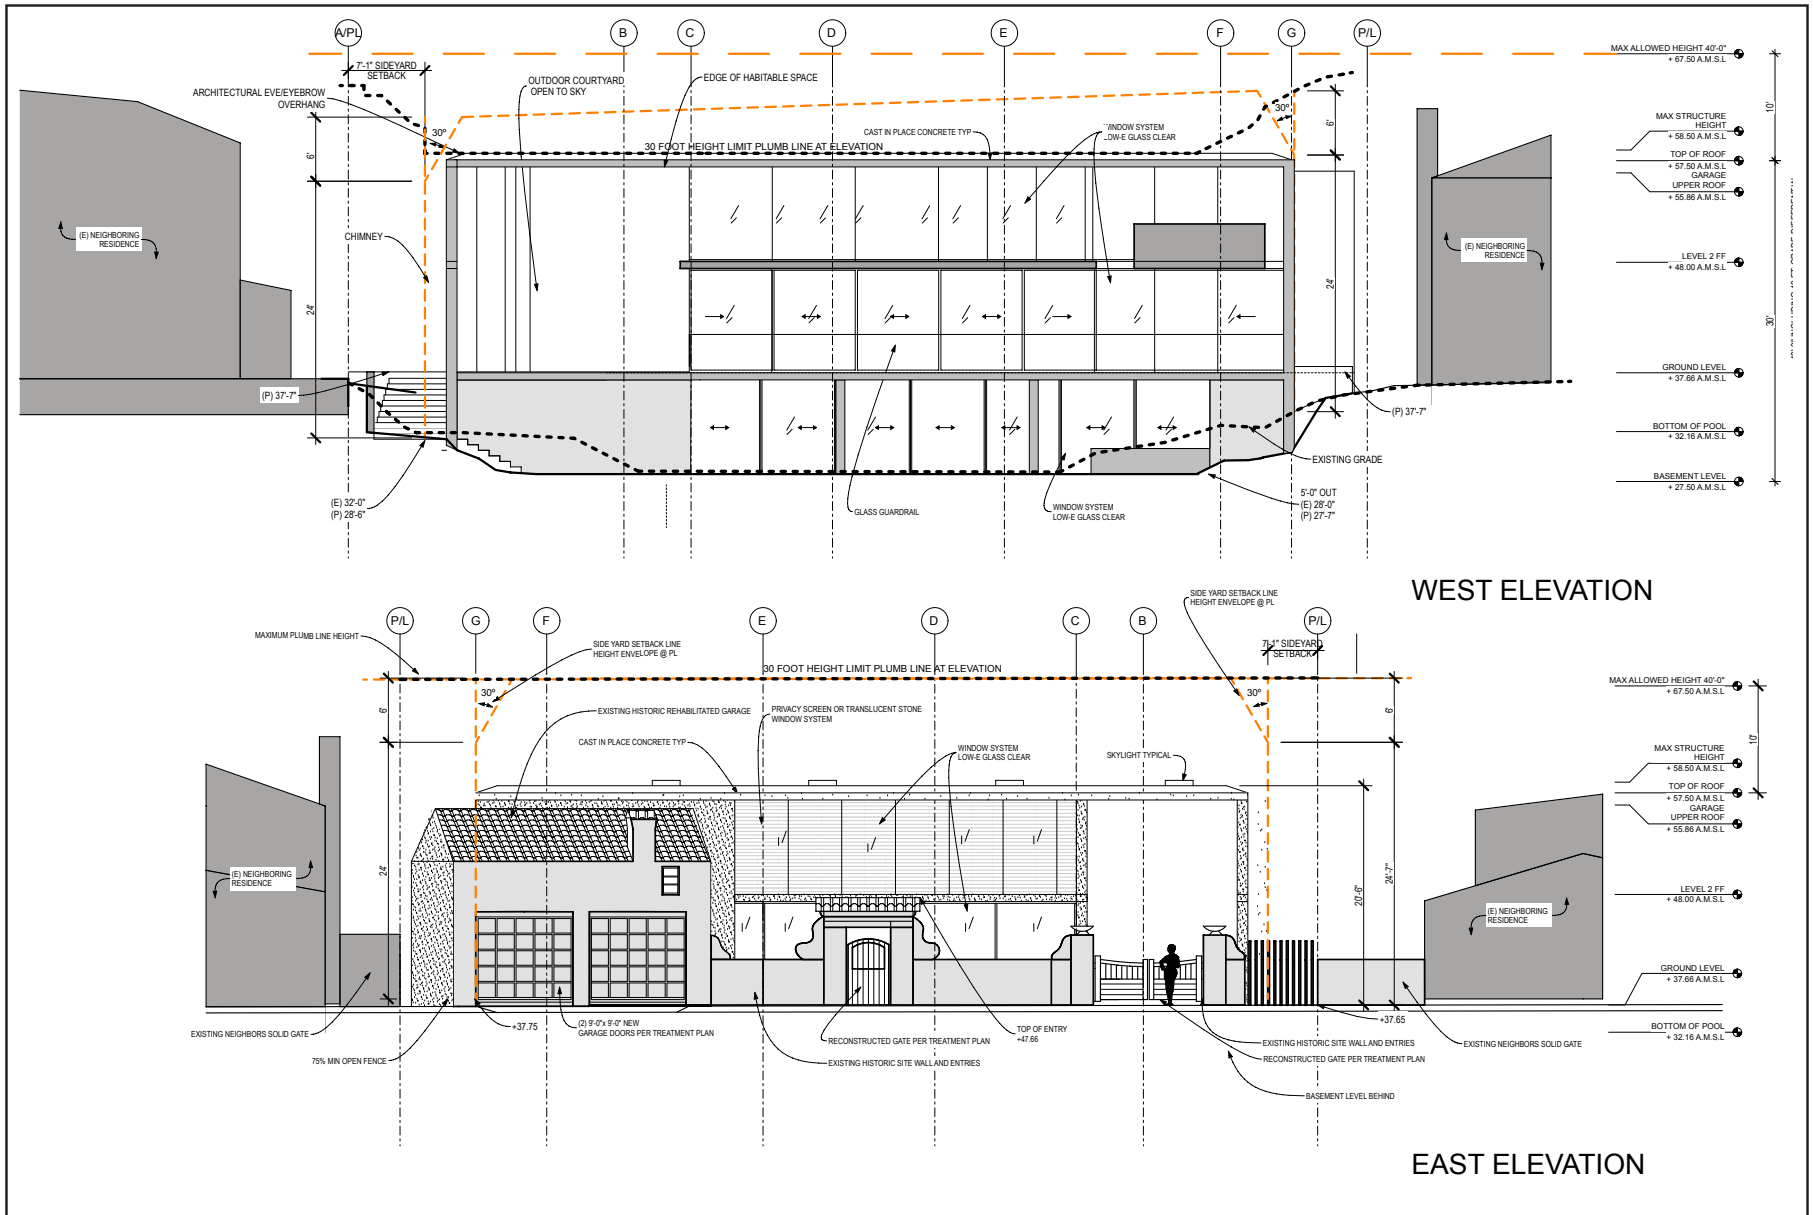 A/PL
B
C
D
E
F
G
P/L
7'-1" SIDEYARD
SETBACK
ARCHITECTURAL EVE/EYEBROW
OVERHANG
OUTDOOR COURTYARD
OPEN TO SKY
EDGE OF HABITABLE SPACE
30º
CAST IN PLACE CONCRETE TYP
WINDOW SYSTEM
LOW-E GLASS CLEAR
30º
30 FOOT HEIGHT LIMIT PLUMB LINE AT ELEVATION
6'
6'
24'
24'
CHIMNEY
(E) NEIGHBORING
RESIDENCE
(E) NEIGHBORING
RESIDENCE
(P) 37'-7"
(P) 37'-7"
EXISTING GRADE
(E) 32'-0"
(P) 28'-6"
GLASS GUARDRAIL
WINDOW SYSTEM
LOW-E GLASS CLEAR
5'-0" OUT
(E) 28'-0"
(P) 27'-7"
MAX ALLOWED HEIGHT 40'-0"
+ 67.50 A.M.S.L
MAX STRUCTURE
HEIGHT
+ 58.50 A.M.S.L
TOP OF ROOF
+ 57.50 A.M.S.L
GARAGE
UPPER ROOF
+ 55.86 A.M.S.L
LEVEL 2 FF
+ 48.00 A.M.S.L
GROUND LEVEL
+ 37.66 A.M.S.L
BOTTOM OF POOL
+ 32.16 A.M.S.L
BASEMENT LEVEL
+ 27.50 A.M.S.L
10'
30'
WEST ELEVATION
P/L
G
F
E
D
C
B
P/L
MAXIMUM PLUMB LINE HEIGHT
SIDE YARD SETBACK LINE
HEIGHT ENVELOPE @ PL
SIDE YARD SETBACK LINE
HEIGHT ENVELOPE @ PL
7'-1" SIDEYARD
SETBACK
30 FOOT HEIGHT LIMIT PLUMB LINE AT ELEVATION
30º
30º
6'
6'
24'
24'-7"
20'-6"
EXISTING HISTORIC REHABILITATED GARAGE
CAST IN PLACE CONCRETE TYP
PRIVACY SCREEN OR TRANSLUCENT STONE
WINDOW SYSTEM
WINDOW SYSTEM
LOW-E GLASS CLEAR
SKYLIGHT TYPICAL
(E) NEIGHBORING
RESIDENCE
(E) NEIGHBORING
RESIDENCE
EXISTING NEIGHBORS SOLID GATE
75% MIN OPEN FENCE
+37.75
(2) 9'-0"x 9'-0" NEW
GARAGE DOORS PER TREATMENT PLAN
RECONSTRUCTED GATE PER TREATMENT PLAN
EXISTING HISTORIC SITE WALL AND ENTRIES
TOP OF ENTRY
+47.66
+37.65
EXISTING HISTORIC SITE WALL AND ENTRIES
RECONSTRUCTED GATE PER TREATMENT PLAN
EXISTING NEIGHBORS SOLID GATE
BASEMENT LEVEL BEHIND
MAX ALLOWED HEIGHT 40'-0"
+ 67.50 A.M.S.L
MAX STRUCTURE
HEIGHT
+ 58.50 A.M.S.L
TOP OF ROOF
+ 57.50 A.M.S.L
GARAGE
UPPER ROOF
+ 55.86 A.M.S.L
LEVEL 2 FF
+ 48.00 A.M.S.L
GROUND LEVEL
+ 37.66 A.M.S.L
BOTTOM OF POOL
+ 32.16 A.M.S.L
10'
EAST ELEVATION